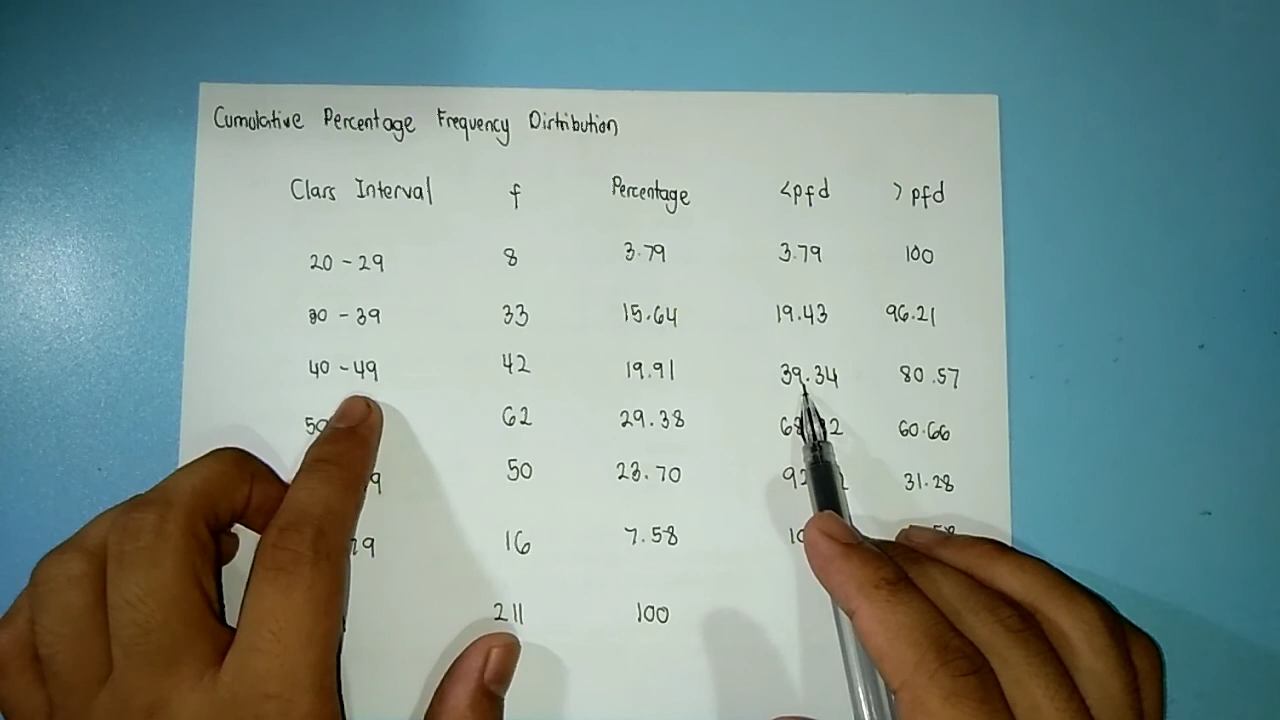 Cumulative Percentage Frequency Distribution
Class Interval f Percentage <pfd >pfd
20 - 29 8 3.79 3.79 100
30 - 39 33 15.64 19.43 96.21
40 - 49 42 19.91 39.34 80.57
62 29.38 60.66
50 23.70 31.28
16 7.58
211 100